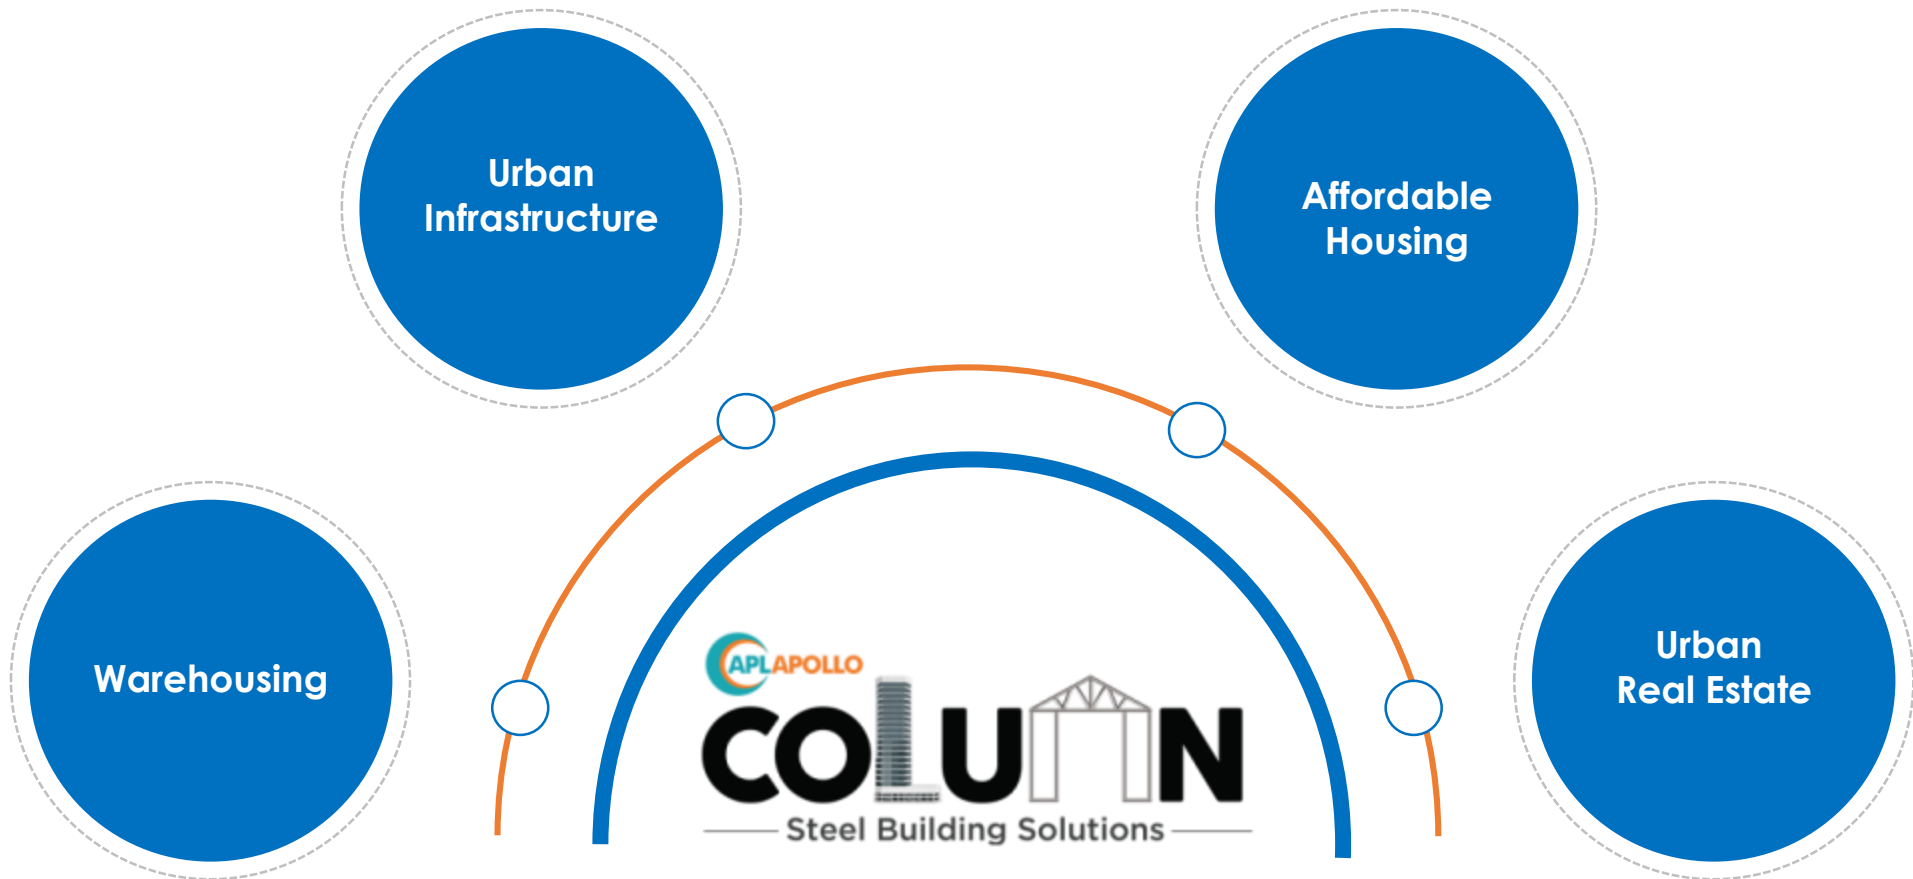 Urban
Infrastructure
Affordable
Housing
Warehousing
Urban
Real Estate
APLAPOLLO
COLUMN
Steel Building Solutions